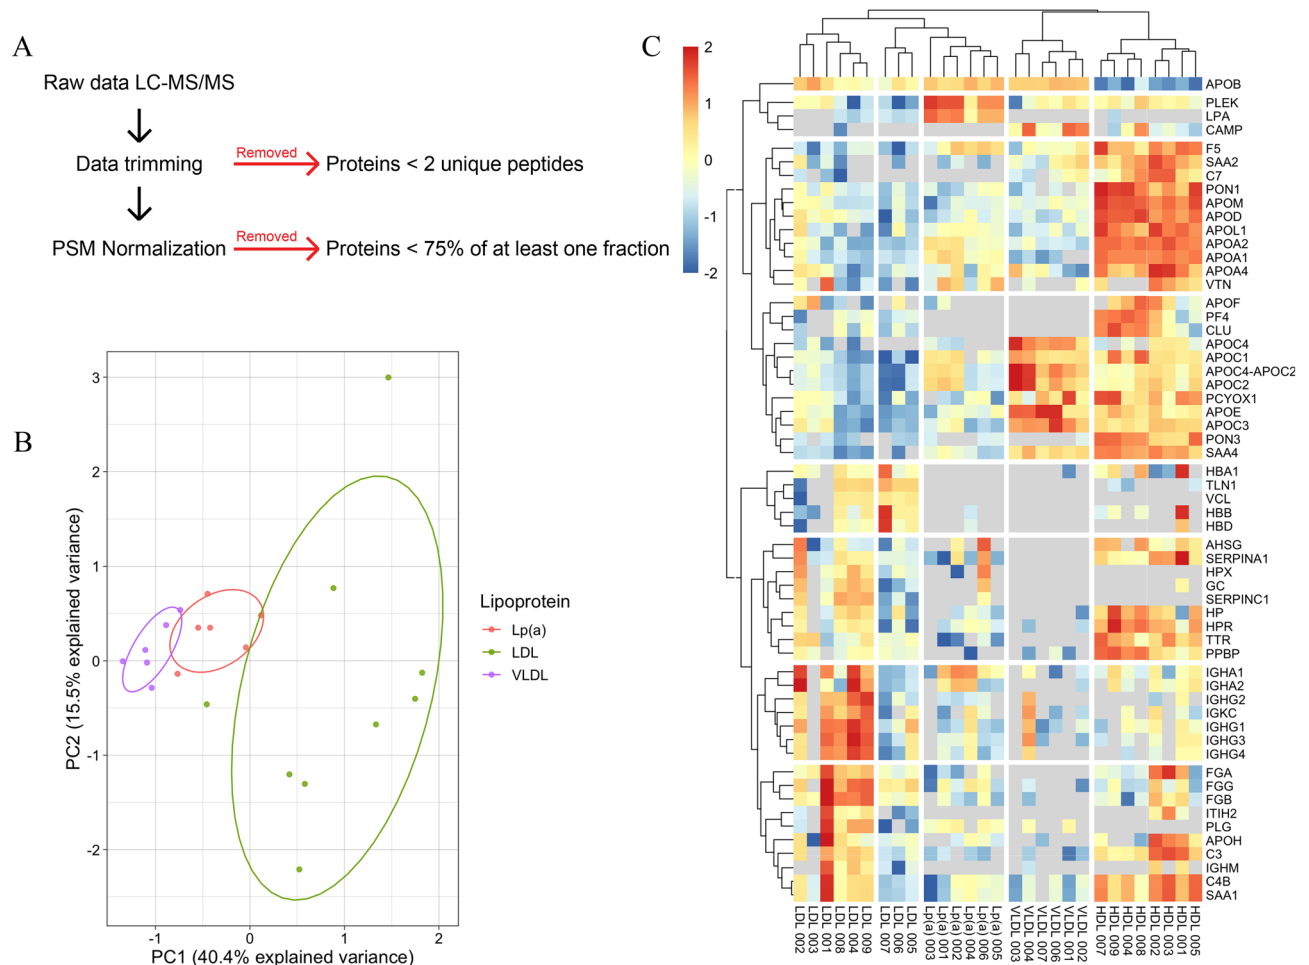 A
Raw data LC-MS/MS
Data trimming
Removed
Proteins < 2 unique peptides
PSM Normalization
Removed
Proteins < 75% of at least one fraction
B
3
2
1
0
-1
-2
-1
0
1
2
PC2 (15.5% explained variance)
PC1 (40.4% explained variance)
Lipoprotein
Lp(a)
LDL
VLDL
C
2
1
0
-1
-2
APOB
PLEK
LPA
CAMP
F5
SAA2
C7
PON1
APOM
APOD
APOL1
APOA2
APOA1
APOA4
VTN
APOF
PF4
CLU
APOC4
APOC1
APOC4-APOC2
APOC2
PCYOX1
APOE
APOC3
PON3
SAA4
HBA1
TLN1
VCL
HBB
HBD
AHSG
SERPINA1
HPX
GC
SERPINC1
HP
HPR
TTR
PPBP
IGHA1
IGHA2
IGHG2
IGKC
IGHG1
IGHG3
IGHG4
FGA
FGG
FGB
ITIH2
PLG
APOH
C3
IGHM
C4B
SAA1
LDL 002
LDL 003
LDL 001
LDL 008
LDL 004
LDL 009
LDL 007
LDL 006
LDL 005
Lp(a) 003
Lp(a) 001
Lp(a) 002
Lp(a) 004
Lp(a) 006
Lp(a) 005
VLDL 003
VLDL 004
VLDL 007
VLDL 006
VLDL 001
VLDL 002
HDL 007
HDL 009
HDL 004
HDL 008
HDL 002
HDL 003
HDL 001
HDL 005